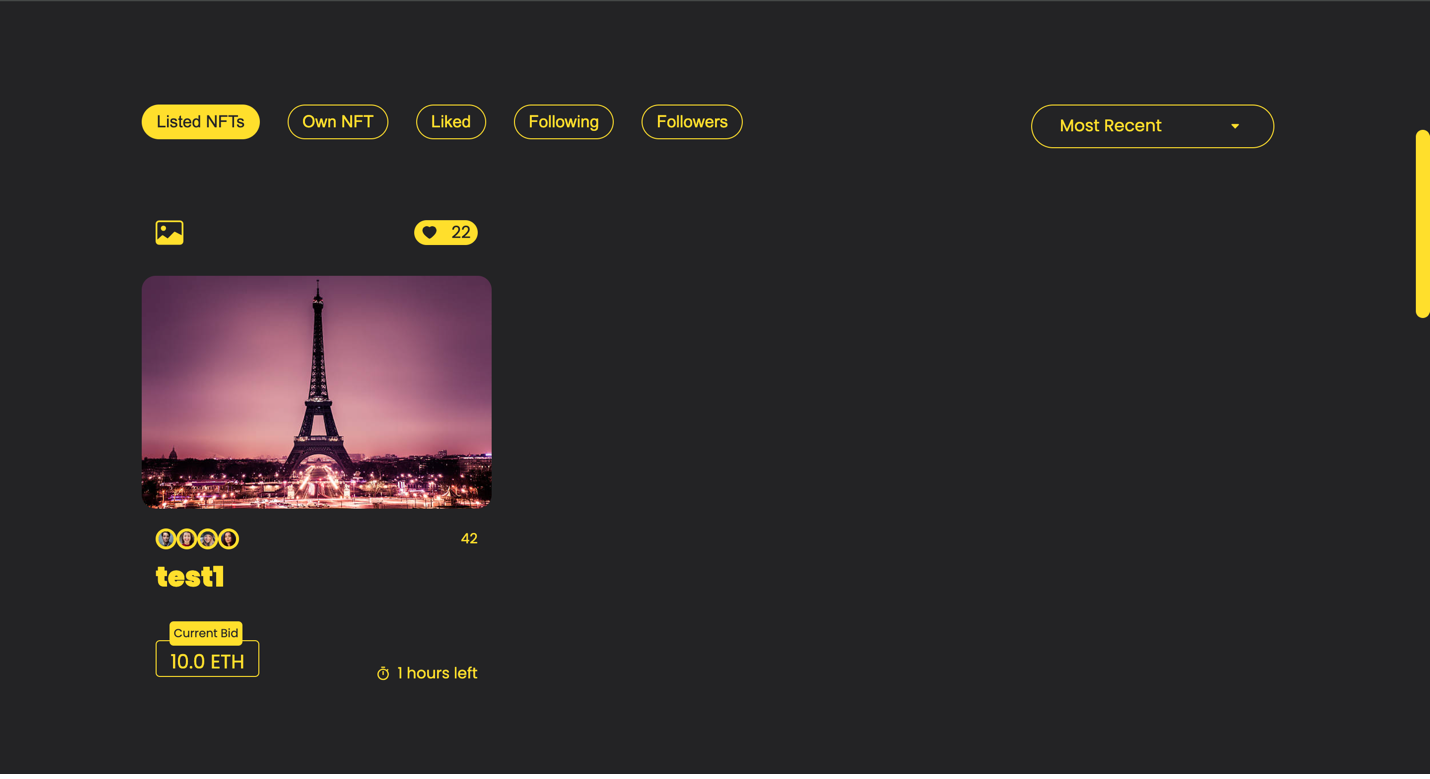 Listed NFTs
Own NFT
Liked
Following
Followers
Most Recent
22
42
test1
Current Bid
10.0 ETH
1 hours left